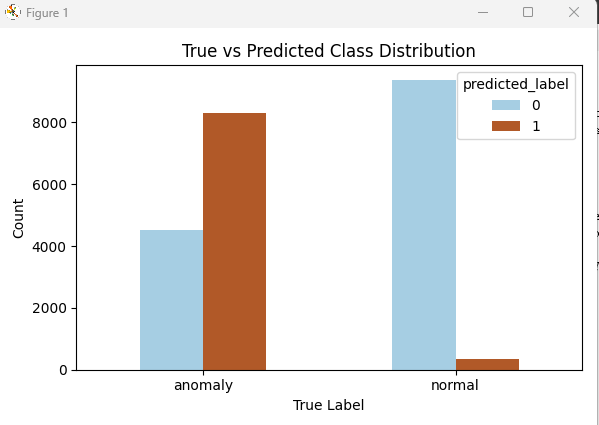 Figure 1
True vs Predicted Class Distribution
predicted_label
0
1
8000
6000
4000
2000
0
Count
anomaly normal
True Label